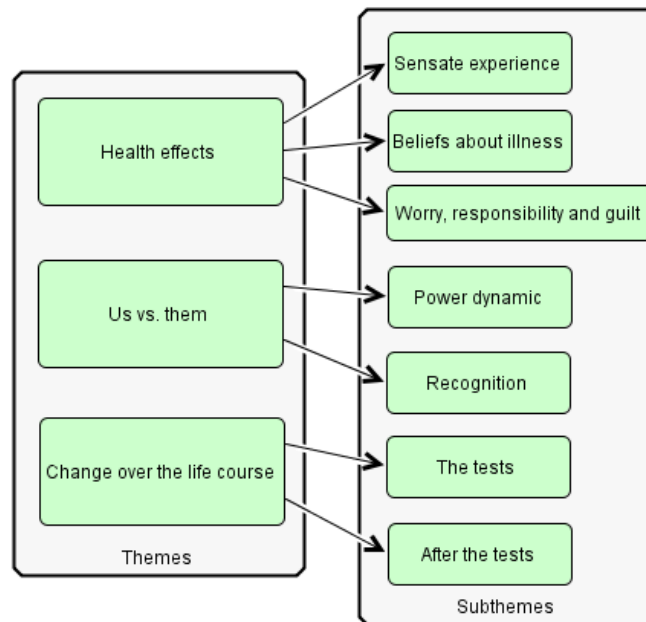 Health effects
Us vs. them
Change over the life course
Themes
Sensate experience
Beliefs about illness
Worry, responsibility and guilt
Power dynamic
Recognition
The tests
After the tests
Subthemes